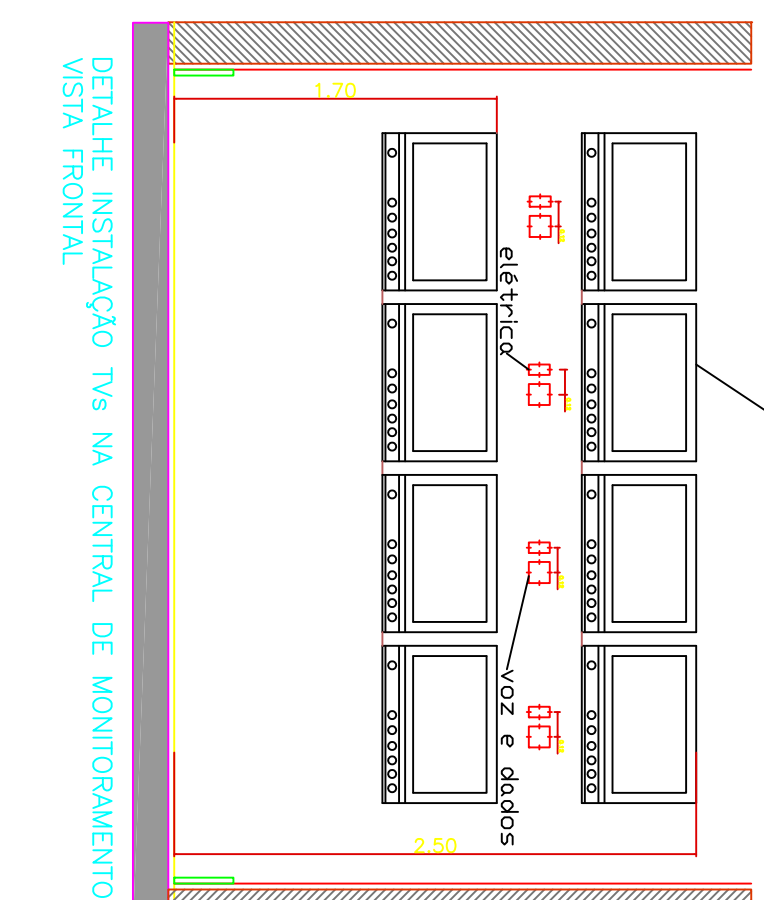 DETALHE INSTALAÇÃO TVs NA CENTRAL DE MONITORAMENTO
VISTA FRONTAL
1.70
elétrica
voz e dados
2.50